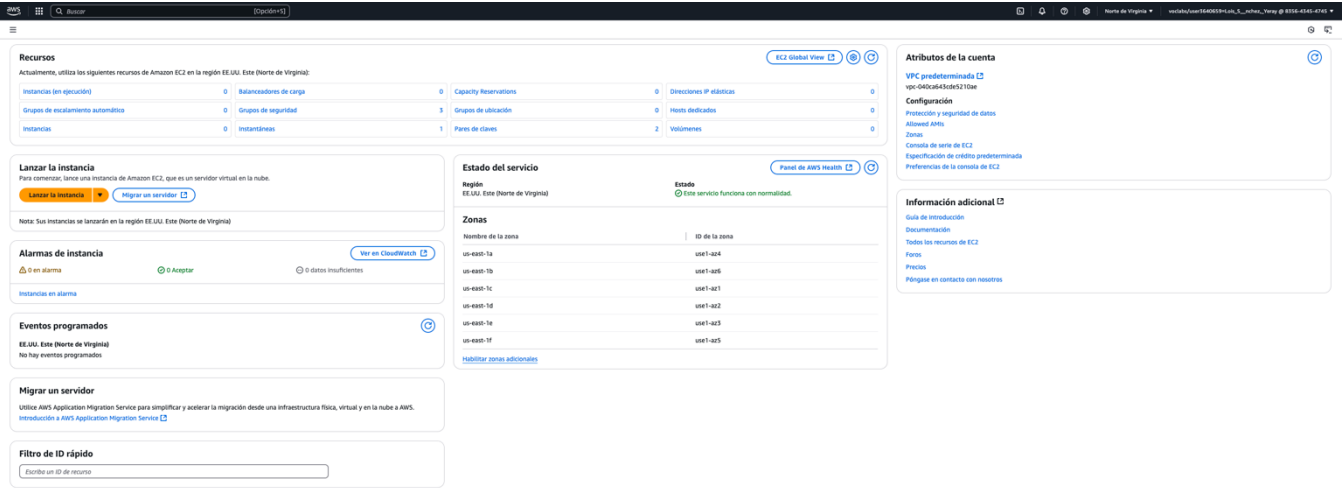 aws
Buscar
[Opción+S]
Norte de Virginia
voclabs/user3640659=Lois_S__nchez,_Yeray @ 8356-4345-4745
Recursos
EC2 Global View
Actualmente, utiliza los siguientes recursos de Amazon EC2 en la región EE.UU. Este (Norte de Virginia):
Instancias (en ejecución) 0
Balanceadores de carga 0
Capacity Reservations 0
Direcciones IP elásticas 0
Grupos de escalamiento automático 0
Grupos de seguridad 3
Grupos de ubicación 0
Hosts dedicados 0
Instancias 0
Instantáneas 1
Pares de claves 2
Volúmenes 0
Lanzar la instancia
Para comenzar, lance una instancia de Amazon EC2, que es un servidor virtual en la nube.
Lanzar la instancia
Migrar un servidor
Nota: Sus instancias se lanzarán en la región EE.UU. Este (Norte de Virginia)
Alarmas de instancia
Ver en CloudWatch
0 en alarma
0 Aceptar
0 datos insuficientes
Instancias en alarma
Eventos programados
EE.UU. Este (Norte de Virginia)
No hay eventos programados
Migrar un servidor
Utilice AWS Application Migration Service para simplificar y acelerar la migración desde una infraestructura física, virtual y en la nube a AWS.
Introducción a AWS Application Migration Service
Filtro de ID rápido
Escriba un ID de recurso
Estado del servicio
Panel de AWS Health
Región
EE.UU. Este (Norte de Virginia)
Estado
Este servicio funciona con normalidad.
Zonas
Nombre de la zona
ID de la zona
us-east-1a use1-az4
us-east-1b use1-az6
us-east-1c use1-az1
us-east-1d use1-az2
us-east-1e use1-az3
us-east-1f use1-az5
Habilitar zonas adicionales
Atributos de la cuenta
VPC predeterminada
vpc-040ca643cde5210ae
Configuración
Protección y seguridad de datos
Allowed AMIs
Zonas
Consola de serie de EC2
Especificación de crédito predeterminada
Preferencias de la consola de EC2
Información adicional
Guía de introducción
Documentación
Todos los recursos de EC2
Foros
Precios
Póngase en contacto con nosotros